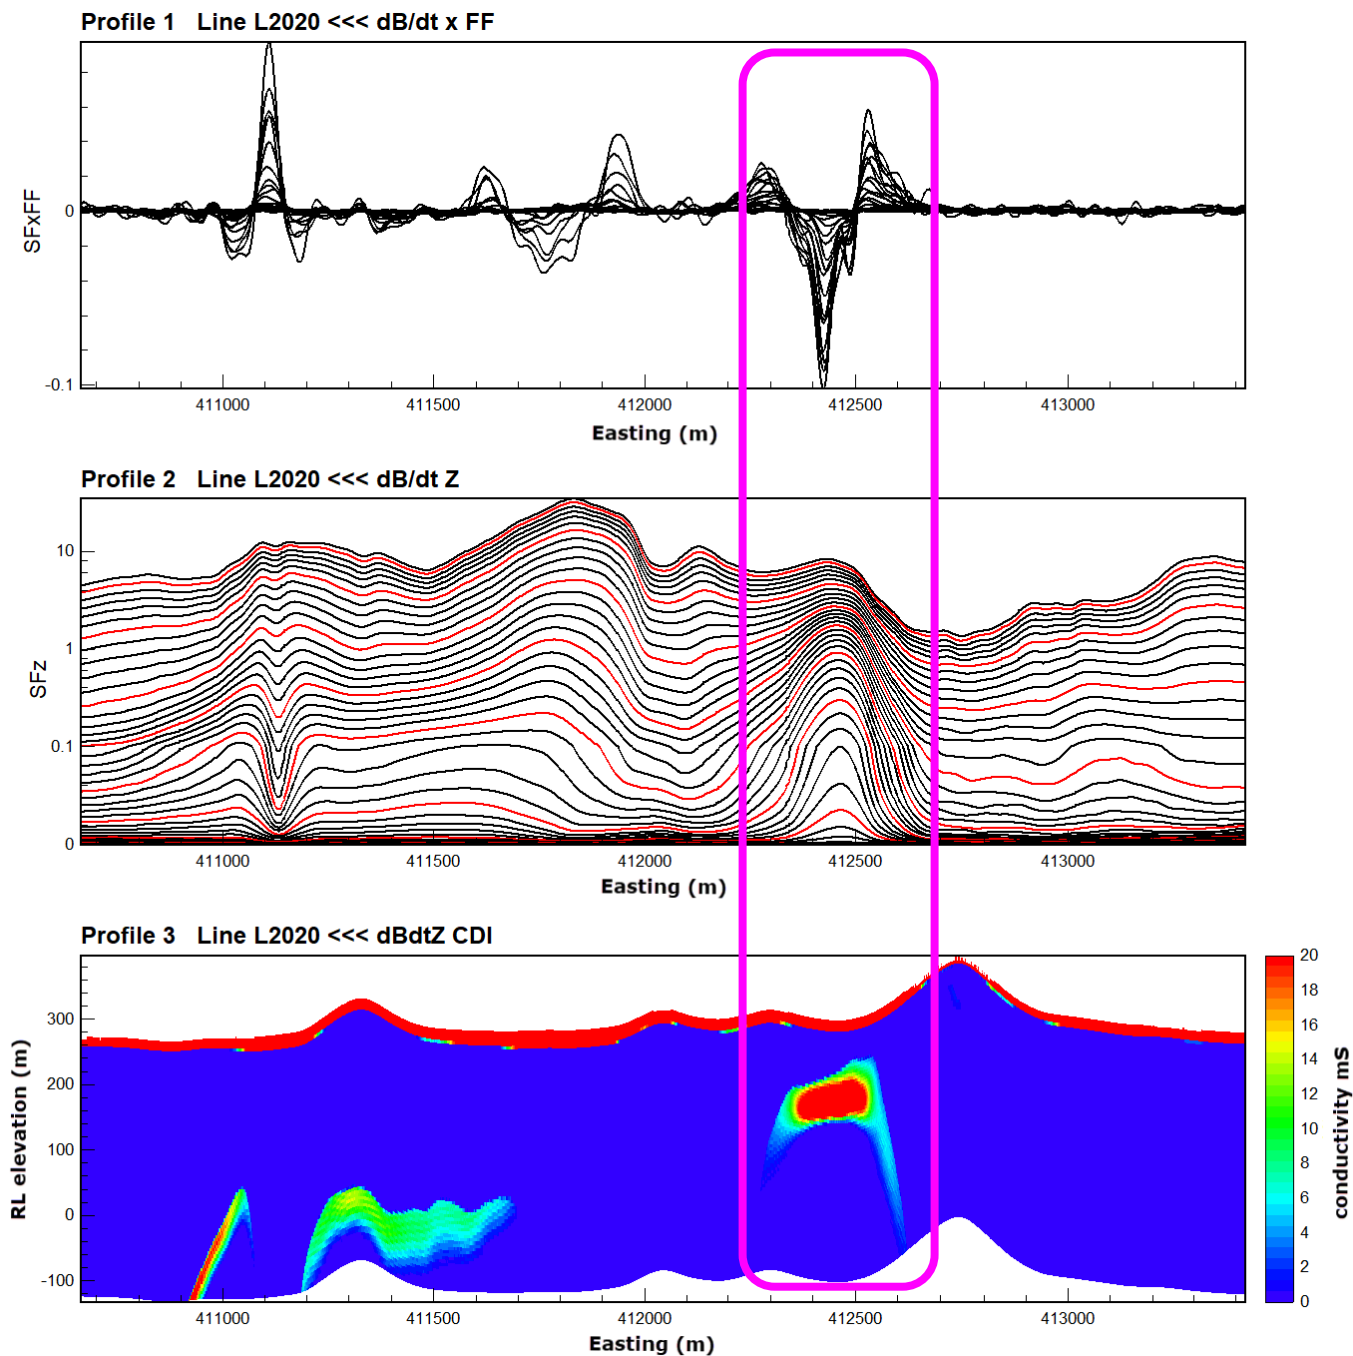 Profile 1 Line L2020 <<< dB/dt x FF
SFxFF
0
-0.1
411000 411500 412000 412500 413000
Easting (m)
Profile 2 Line L2020 <<< dB/dt Z
SFz
10
1
0.1
0
411000 411500 412000 412500 413000
Easting (m)
Profile 3 Line L2020 <<< dBdtZ CDI
RL elevation (m)
300
200
100
0
-100
411000 411500 412000 412500 413000
Easting (m)
20
18
16
14
12
10
8
6
4
2
0
conductivity mS